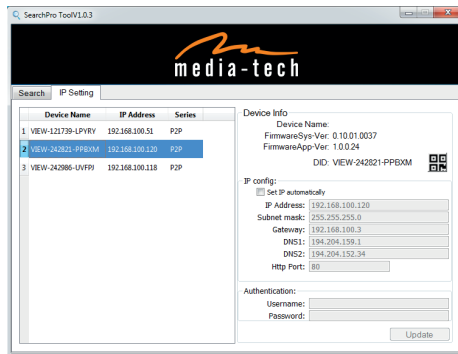 SearchPro ToolV1.0.3
media-tech
Search IP Setting
Device Name IP Address Series
1 VIEW-121739-LPYRY 192.168.100.51 P2P
2 VIEW-242821-PPBXM 192.168.100.120 P2P
3 VIEW-242986-UVFPJ 192.168.100.118 P2P
Device Info
Device Name:
FirmwareSys-Ver: 0.10.01.0037
FirmwareApp-Ver: 1.0.0.24
DID: VIEW-242821-PPBXM
IP config:
Set IP automatically
IP Address: 192.168.100.120
Subnet mask: 255.255.255.0
Gateway: 192.168.100.3
DNS1: 194.204.159.1
DNS2: 194.204.152.34
Http Port: 80
Authentication:
Username:
Password:
Update